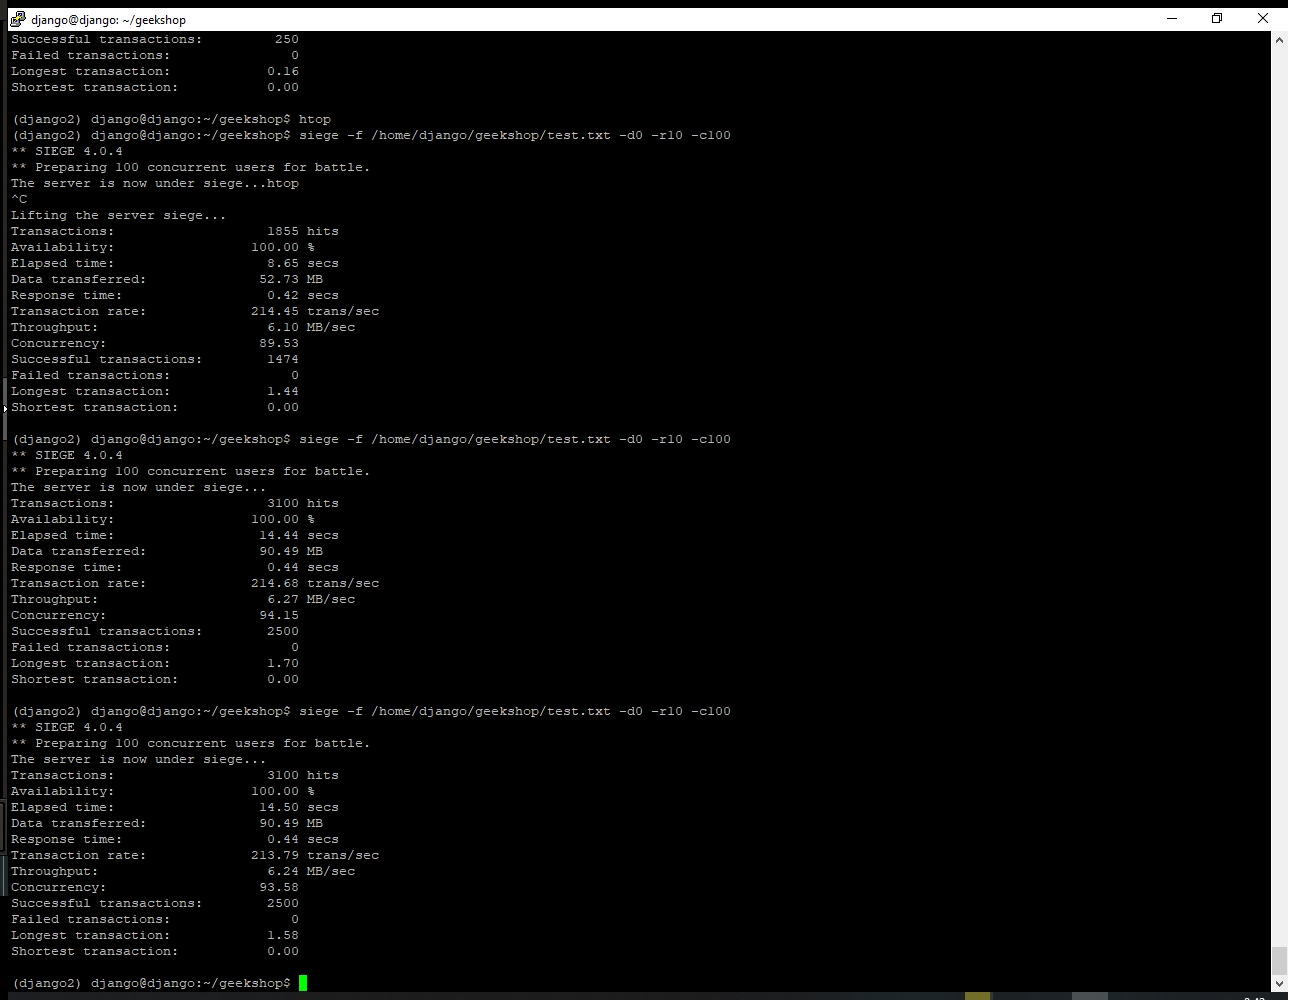 django@django: ~/geekshop
Successful transactions: 250
Failed transactions: 0
Longest transaction: 0.16
Shortest transaction: 0.00
(django2) django@django:~/geekshop$ htop
(django2) django@django:~/geekshop$ siege -f /home/django/geekshop/test.txt -d0 -r10 -c100
** SIEGE 4.0.4
** Preparing 100 concurrent users for battle.
The server is now under siege...htop
^C
Lifting the server siege...
Transactions: 1855 hits
Availability: 100.00 %
Elapsed time: 8.65 secs
Data transferred: 52.73 MB
Response time: 0.42 secs
Transaction rate: 214.45 trans/sec
Throughput: 6.10 MB/sec
Concurrency: 89.53
Successful transactions: 1474
Failed transactions: 0
Longest transaction: 1.44
Shortest transaction: 0.00
(django2) django@django:~/geekshop$ siege -f /home/django/geekshop/test.txt -d0 -r10 -c100
** SIEGE 4.0.4
** Preparing 100 concurrent users for battle.
The server is now under siege...
Transactions: 3100 hits
Availability: 100.00 %
Elapsed time: 14.44 secs
Data transferred: 90.49 MB
Response time: 0.44 secs
Transaction rate: 214.68 trans/sec
Throughput: 6.27 MB/sec
Concurrency: 94.15
Successful transactions: 2500
Failed transactions: 0
Longest transaction: 1.70
Shortest transaction: 0.00
(django2) django@django:~/geekshop$ siege -f /home/django/geekshop/test.txt -d0 -r10 -c100
** SIEGE 4.0.4
** Preparing 100 concurrent users for battle.
The server is now under siege...
Transactions: 3100 hits
Availability: 100.00 %
Elapsed time: 14.50 secs
Data transferred: 90.49 MB
Response time: 0.44 secs
Transaction rate: 213.79 trans/sec
Throughput: 6.24 MB/sec
Concurrency: 93.58
Successful transactions: 2500
Failed transactions: 0
Longest transaction: 1.58
Shortest transaction: 0.00
(django2) django@django:~/geekshop$